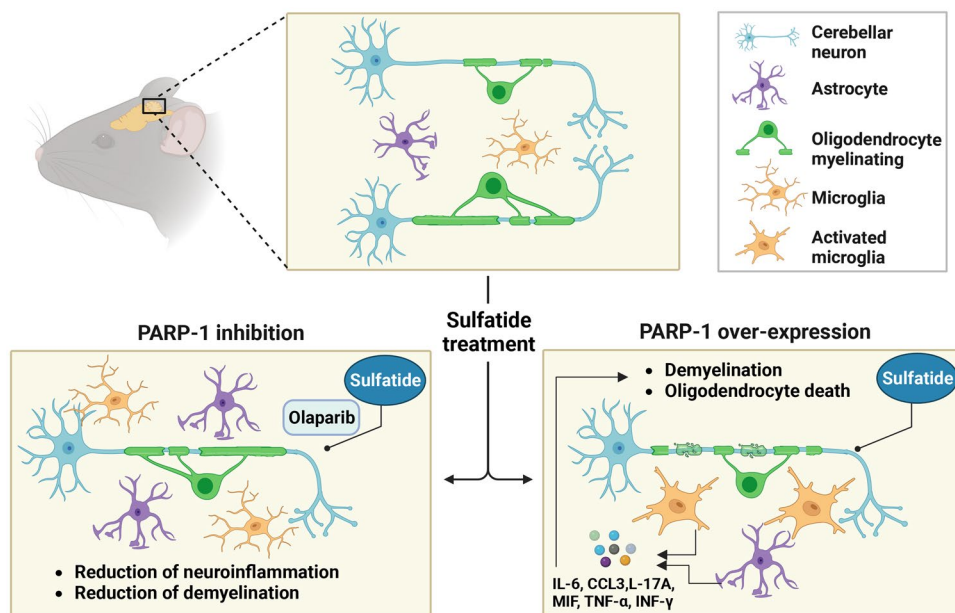 Cerebellar
neuron
Astrocyte
Oligodendrocyte
myelinating
Microglia
Activated
microglia
Sulfatide
treatment
PARP-1 inhibition
Sulfatide
Olaparib
• Reduction of neuroinflammation
• Reduction of demyelination
PARP-1 over-expression
• Demyelination
• Oligodendrocyte death
Sulfatide
IL-6, CCL3,L-17A,
MIF, TNF-α, INF-γ